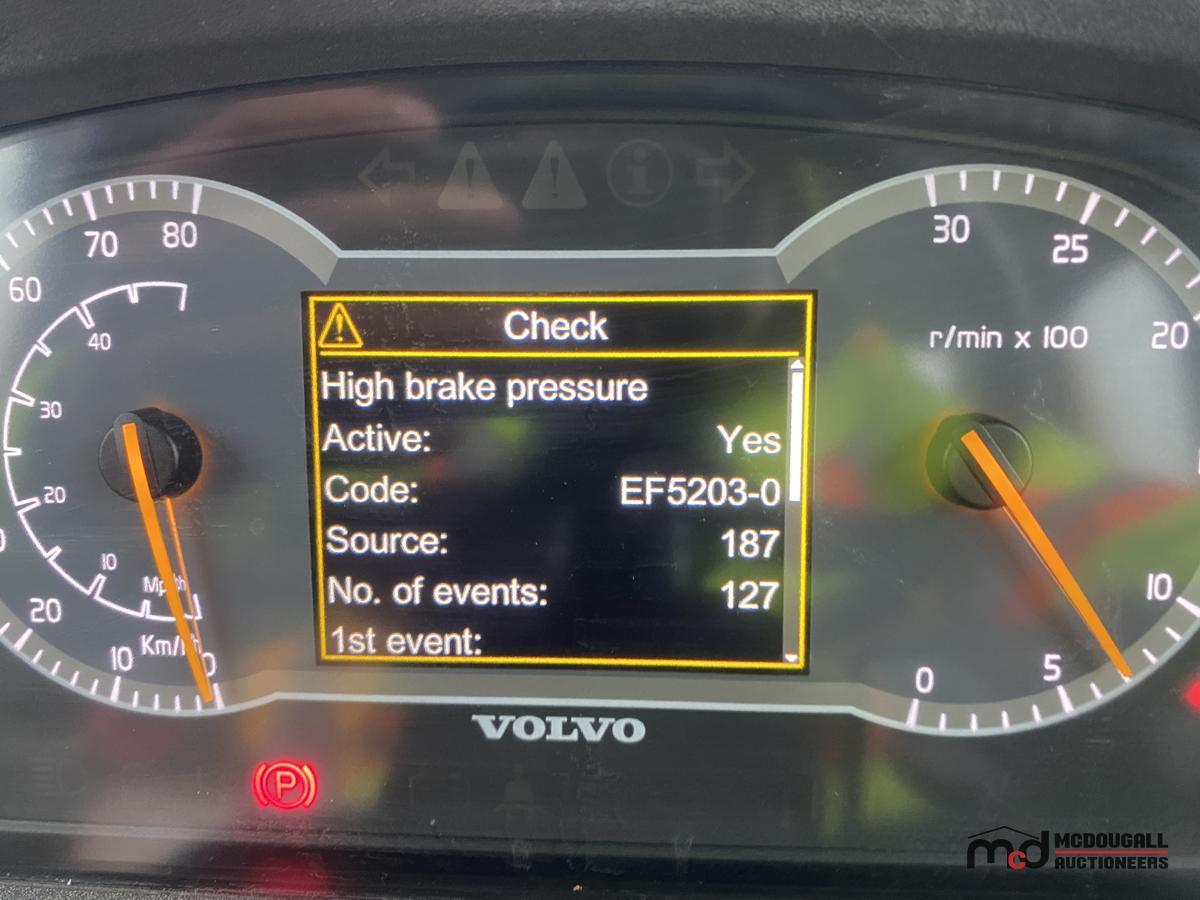 Check
High brake pressure
Active: Yes
Code: EF5203-0
Source: 187
No. of events: 127
1st event:
60
70
80
40
30
20
10
Mph
20
10
Km/h
0
30
25
20
r/min x 100
10
5
0
VOLVO
P
mcd MCDOUGALL
AUCTIONEERS